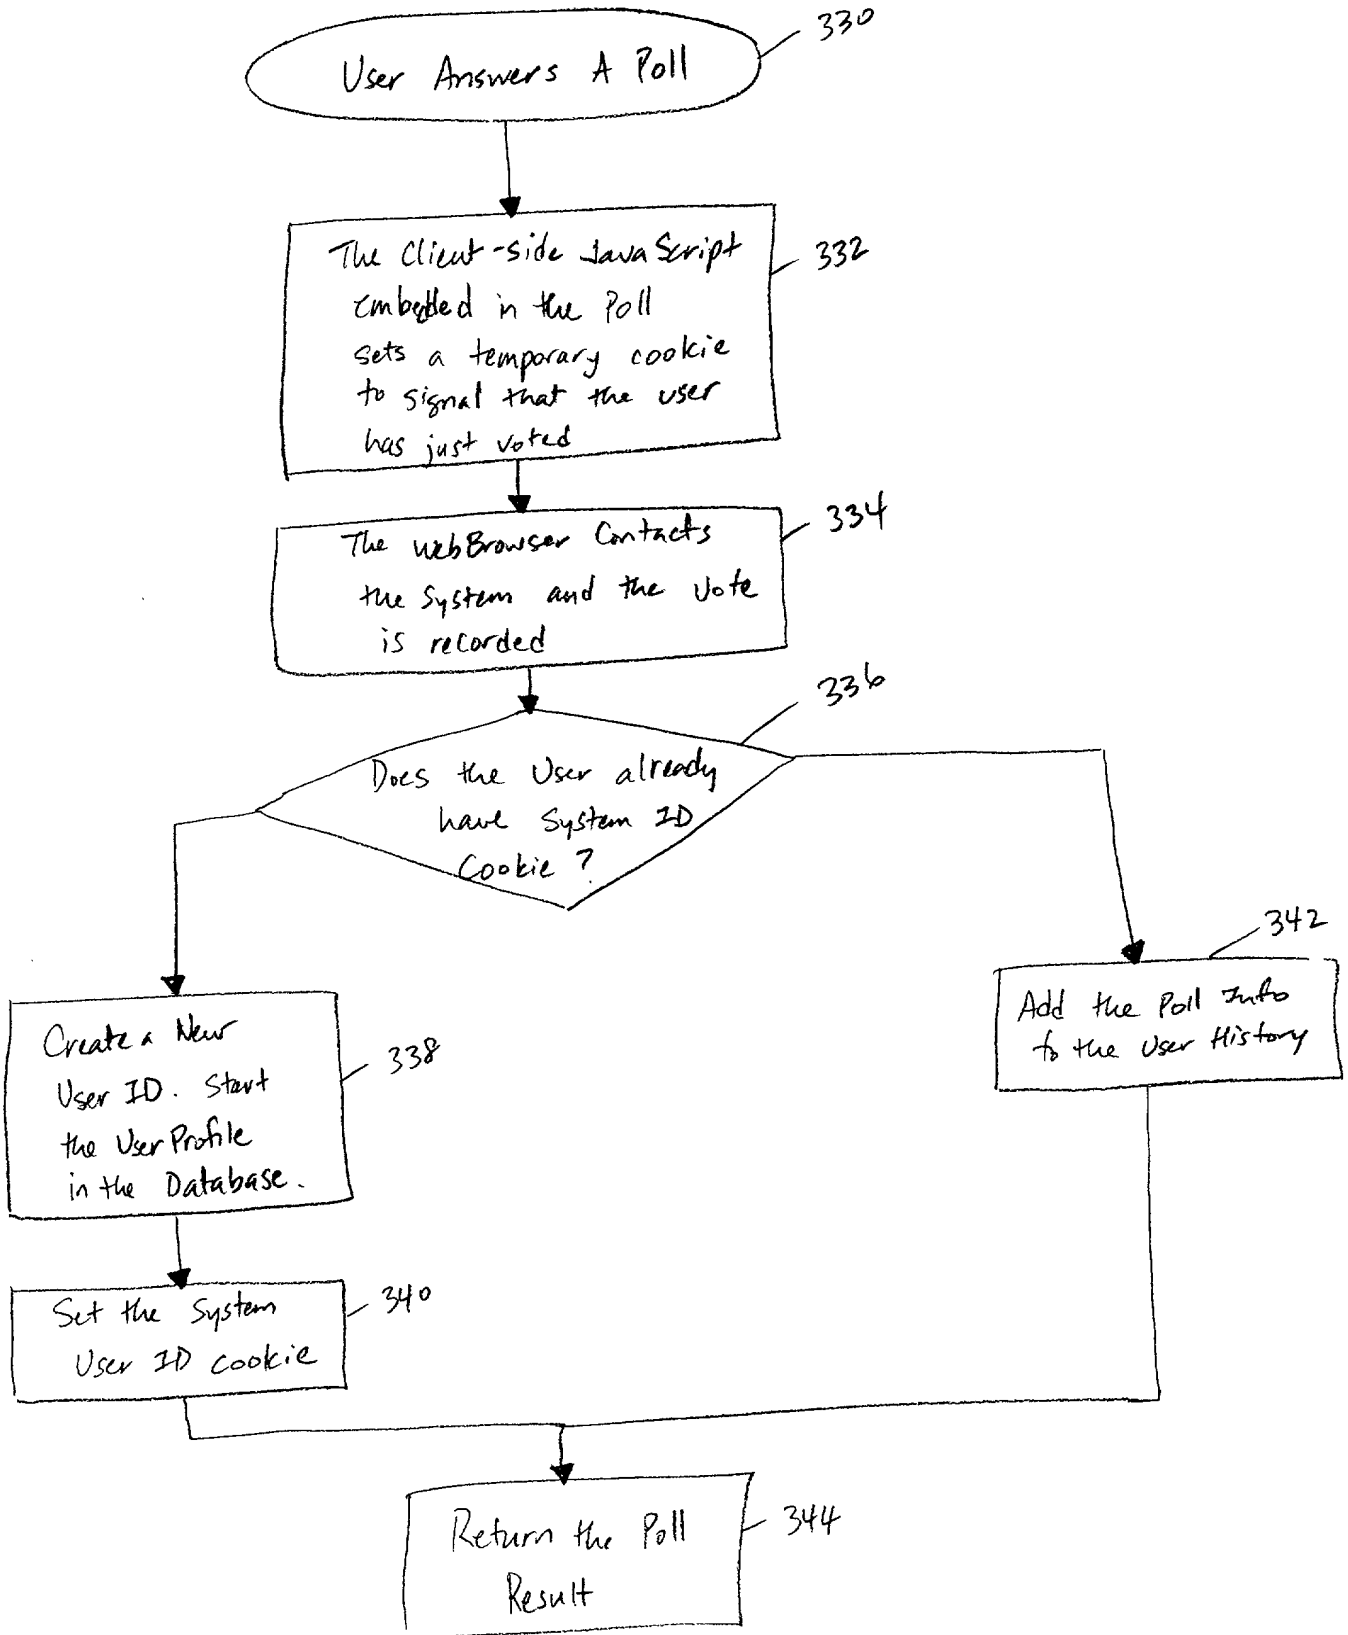 User Answers A Poll
330
The Client-side JavaScript
embedded in the Poll
sets a temporary cookie
to signal that the user
has just voted
332
The WebBrowser Contacts
the System and the Vote
is recorded
334
336
Does the User already
have System ID
Cookie?
Create a New
User ID. Start
the User Profile
in the Database.
338
342
Add the Poll Info
to the User History
Set the System
User ID cookie
340
Return the Poll
Result
344